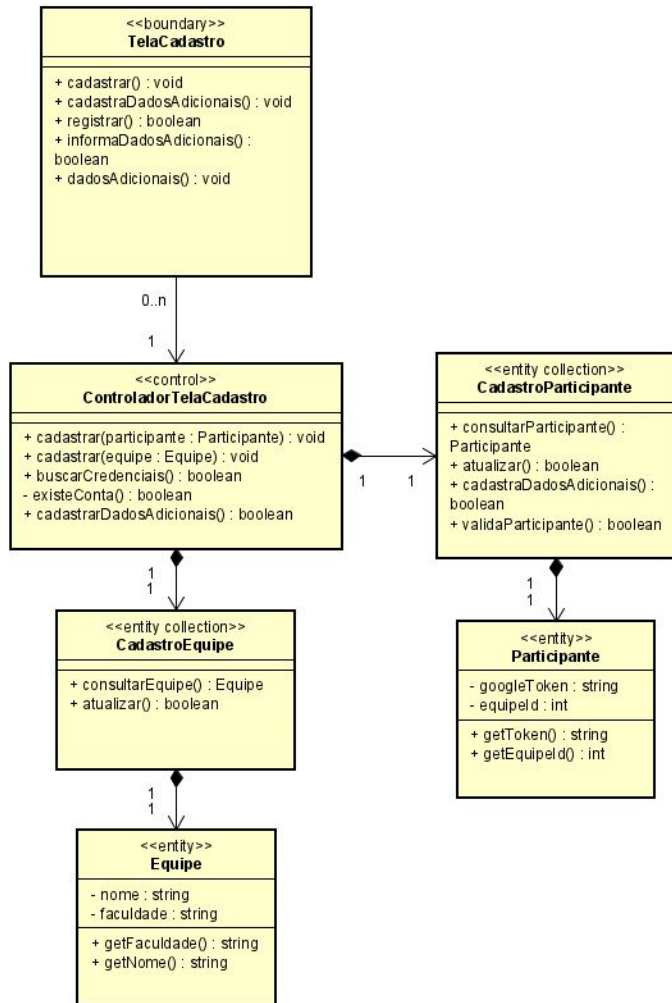 <<boundary>>
TelaCadastro
+ cadastrar() : void
+ cadastraDadosAdicionais() : void
+ registrar() : boolean
+ informaDadosAdicionais() :
boolean
+ dadosAdicionais() : void
0..n
1
<<control>>
ControladorTelaCadastro
+ cadastrar(participante : Participante) : void
+ cadastrar(equipe : Equipe) : void
+ buscarCredenciais() : boolean
- existeConta() : boolean
+ cadastrarDadosAdicionais() : boolean
1
1
<<entity collection>>
CadastroParticipante
+ consultarParticipante() :
Participante
+ atualizar() : boolean
+ cadastraDadosAdicionais() :
boolean
+ validaParticipante() : boolean
1
1
<<entity collection>>
CadastroEquipe
+ consultarEquipe() : Equipe
+ atualizar() : boolean
1
1
<<entity>>
Participante
- googleToken : string
- equipeId : int
+ getToken() : string
+ getEquipeId() : int
1
1
<<entity>>
Equipe
- nome : string
- faculdade : string
+ getFaculdade() : string
+ getNome() : string